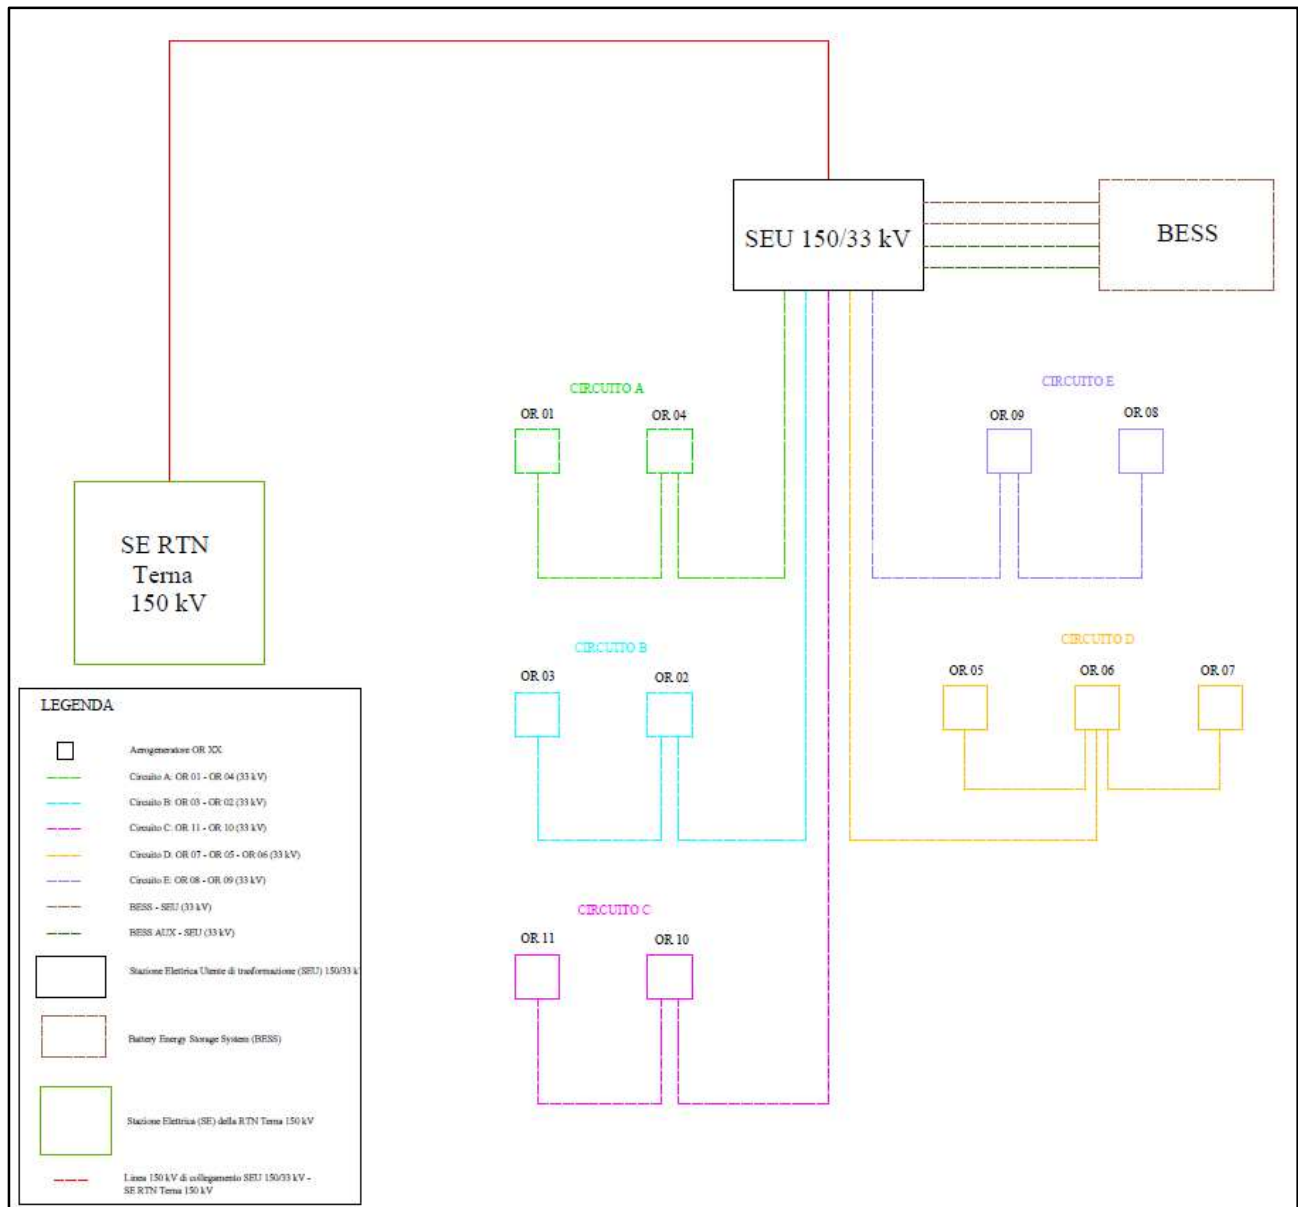 SEU 150/33 kV
BESS
CIRCUITO A
OR 01
OR 04
CIRCUITO E
OR 09
OR 08
SE RTN
Terna
150 kV
CIRCUITO B
OR 03
OR 02
CIRCUITO D
OR 05
OR 06
OR 07
CIRCUITO C
OR 11
OR 10
LEGENDA
Aerogeneratore OR XX
Circuito A: OR 01 - OR 04 (33 kV)
Circuito B: OR 03 - OR 02 (33 kV)
Circuito C: OR 11 - OR 10 (33 kV)
Circuito D: OR 07 - OR 05 - OR 06 (33 kV)
Circuito E: OR 08 - OR 09 (33 kV)
BESS - SEU (33 kV)
BESS AUX - SEU (33 kV)
Stazione Elettrica Utente di trasformazione (SEU) 150/33 k
Battery Energy Storage System (BESS)
Stazione Elettrica (SE) della RTN Terna 150 kV
Linea 150 kV di collegamento SEU 150/33 kV -
SE RTN Terna 150 kV